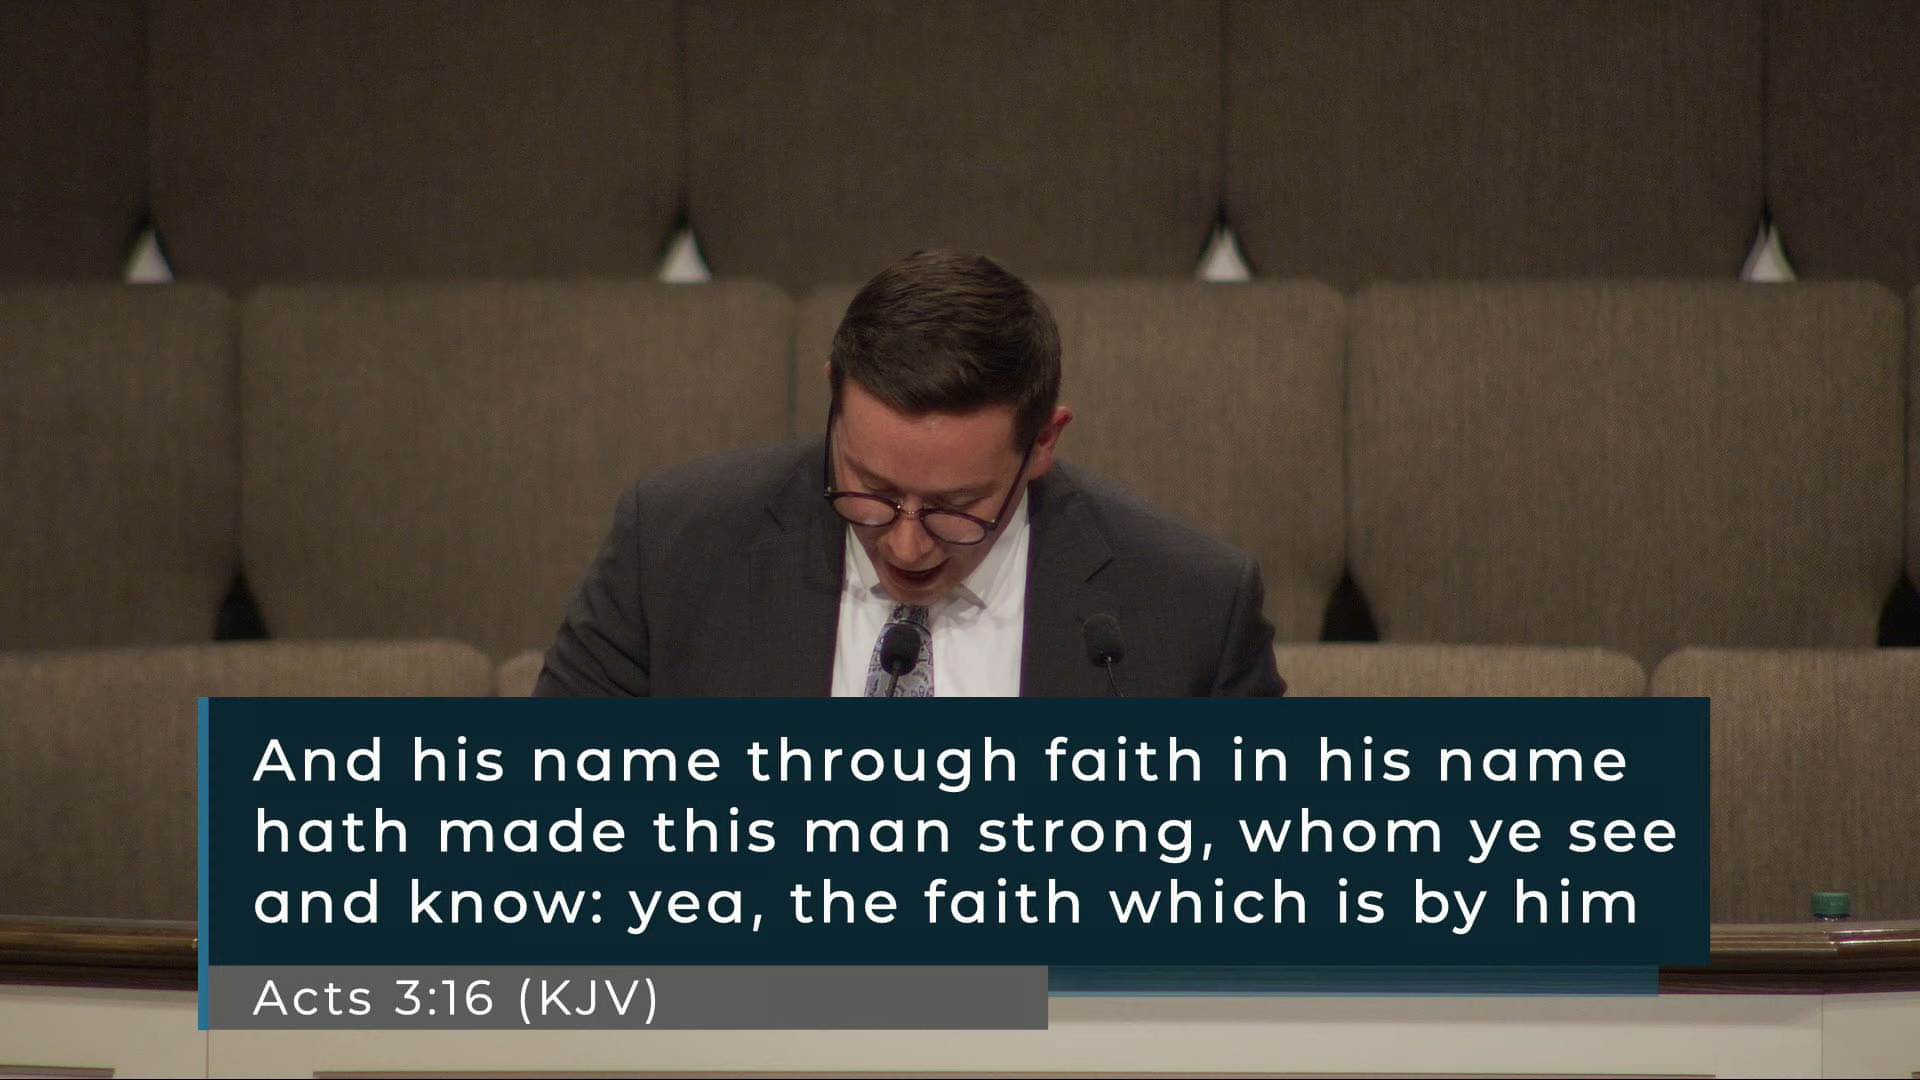 And his name through faith in his name
hath made this man strong, whom ye see
and know: yea, the faith which is by him
Acts 3:16 (KJV)